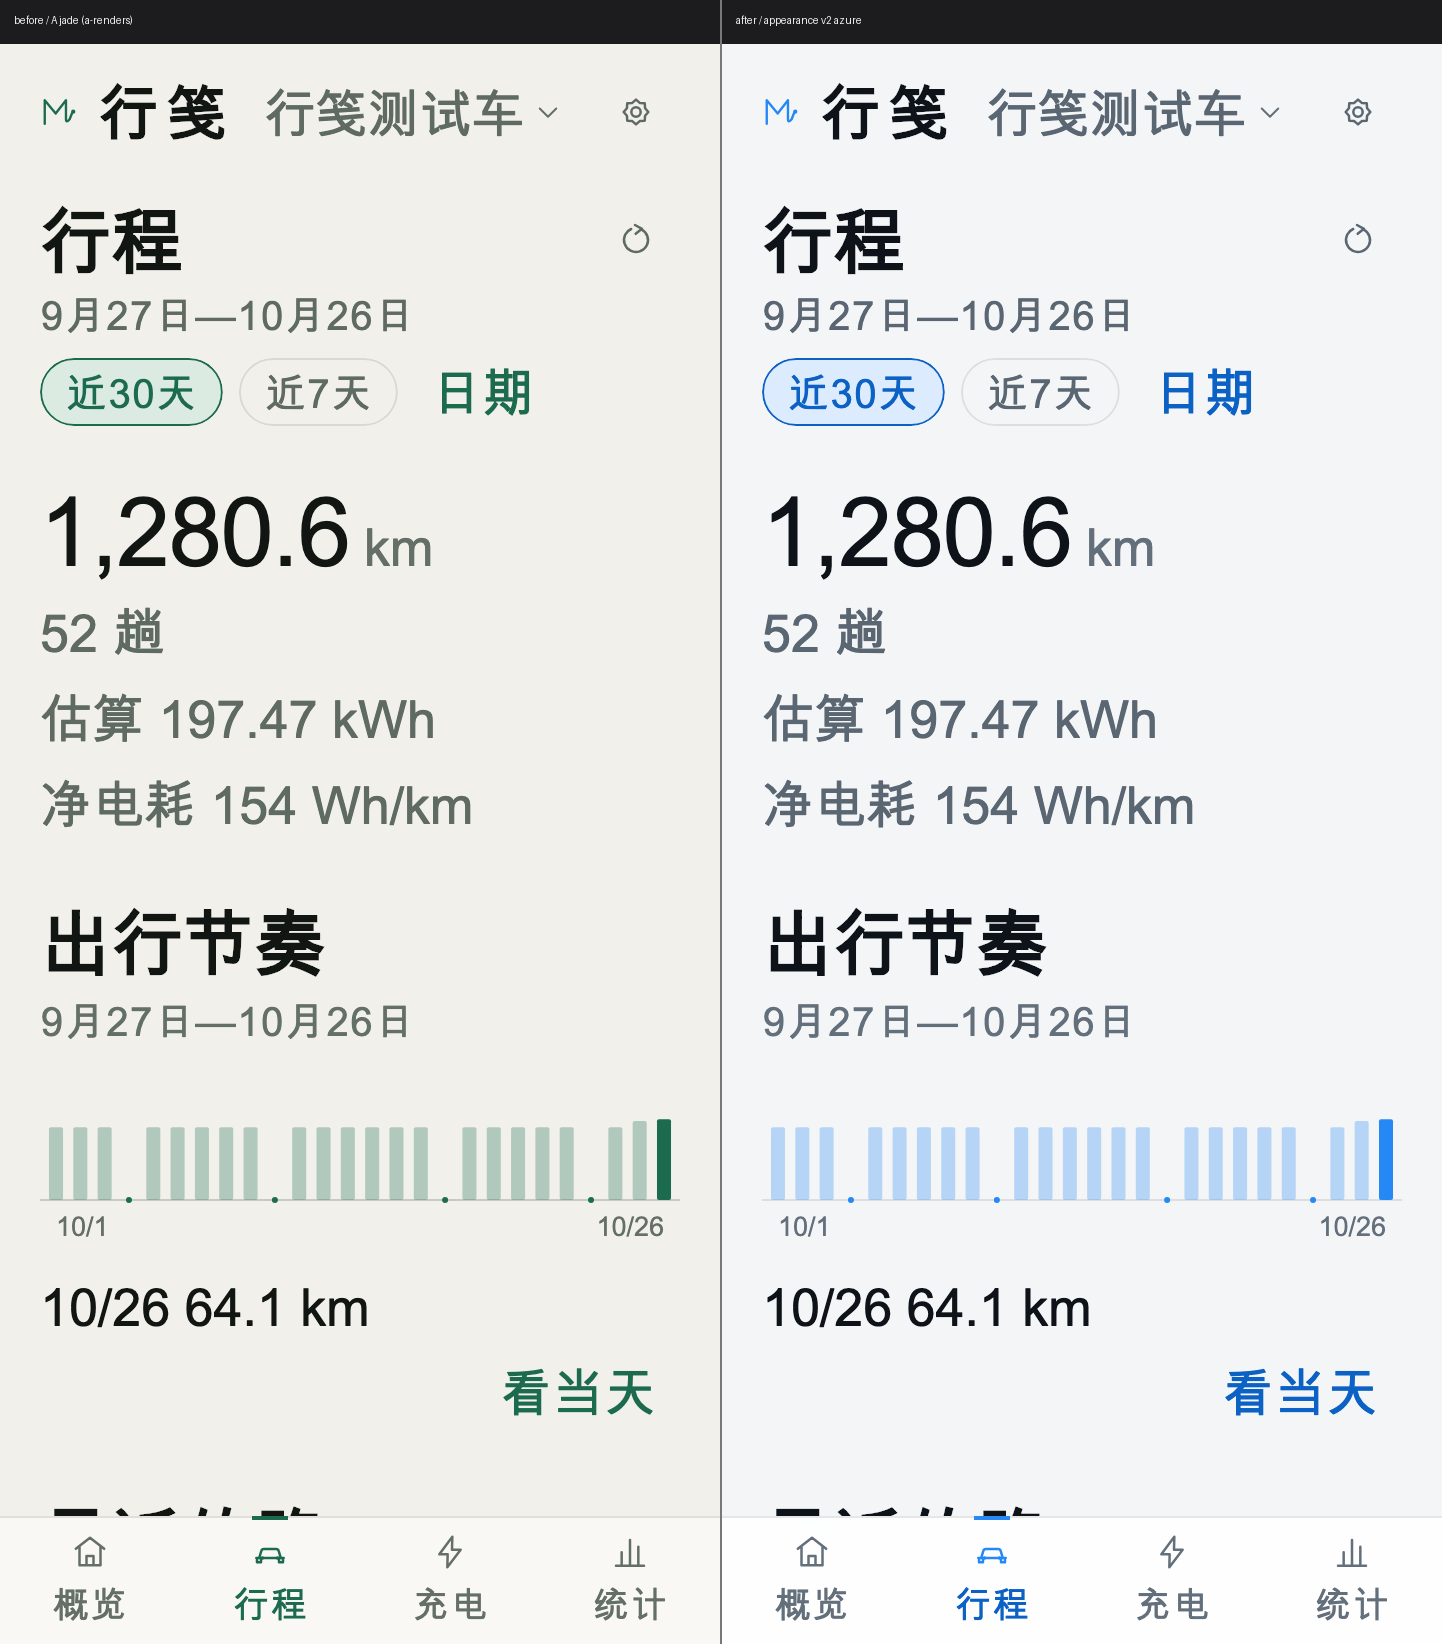 before / A jade (a-renders)
行笺 行笺测试车
行程
9月27日—10月26日
近30天 近7天 日期
1,280.6 km
52 趟
估算 197.47 kWh
净电耗 154 Wh/km
出行节奏
9月27日—10月26日
10/1 10/26
10/26 64.1 km
看当天
概览 行程 充电 统计
after / appearance v2 azure
行笺 行笺测试车
行程
9月27日—10月26日
近30天 近7天 日期
1,280.6 km
52 趟
估算 197.47 kWh
净电耗 154 Wh/km
出行节奏
9月27日—10月26日
10/1 10/26
10/26 64.1 km
看当天
概览 行程 充电 统计